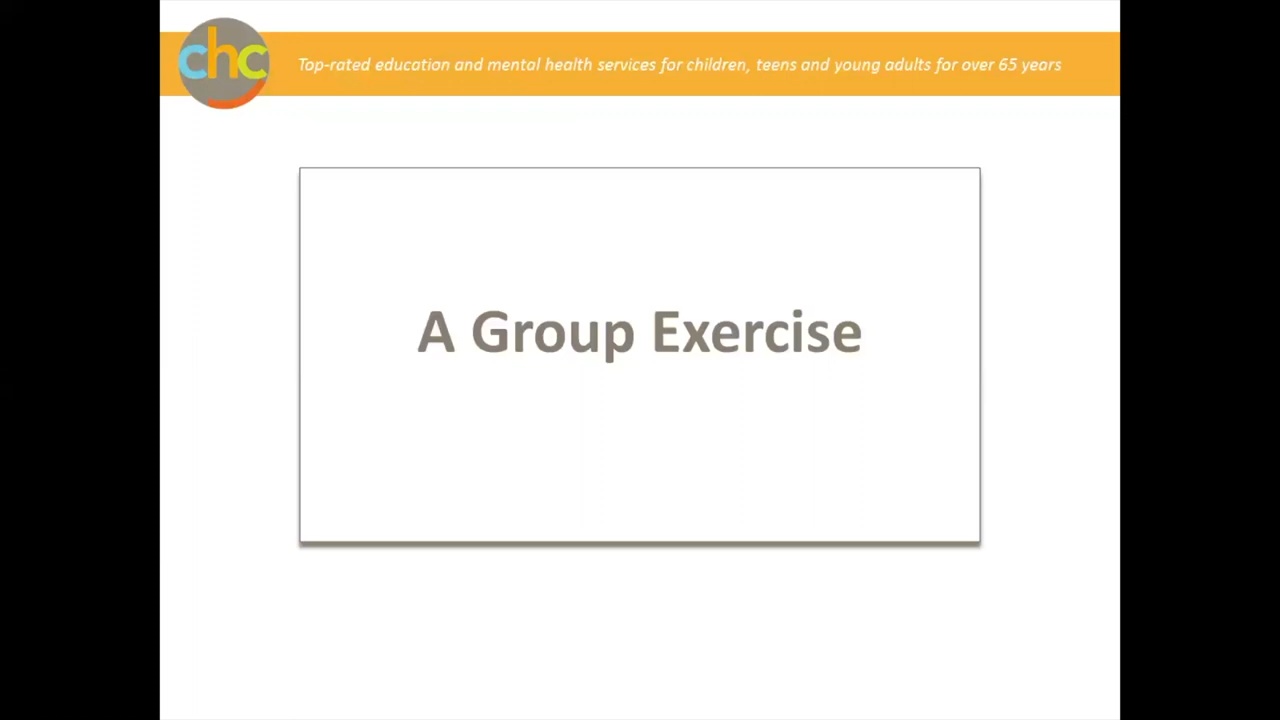 chc
Top-rated education and mental health services for children, teens and young adults for over 65 years
A Group Exercise